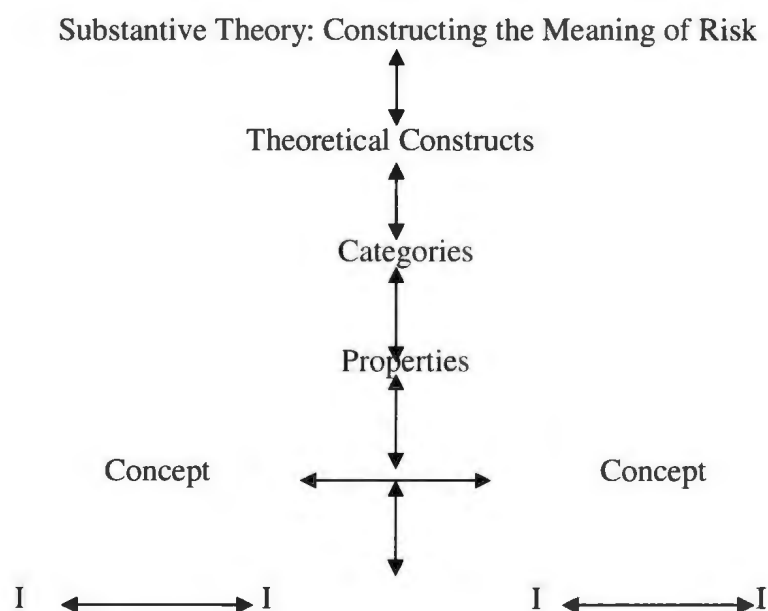 Substantive Theory: Constructing the Meaning of Risk
Theoretical Constructs
Categories
Properties
Concept Concept
I I I I